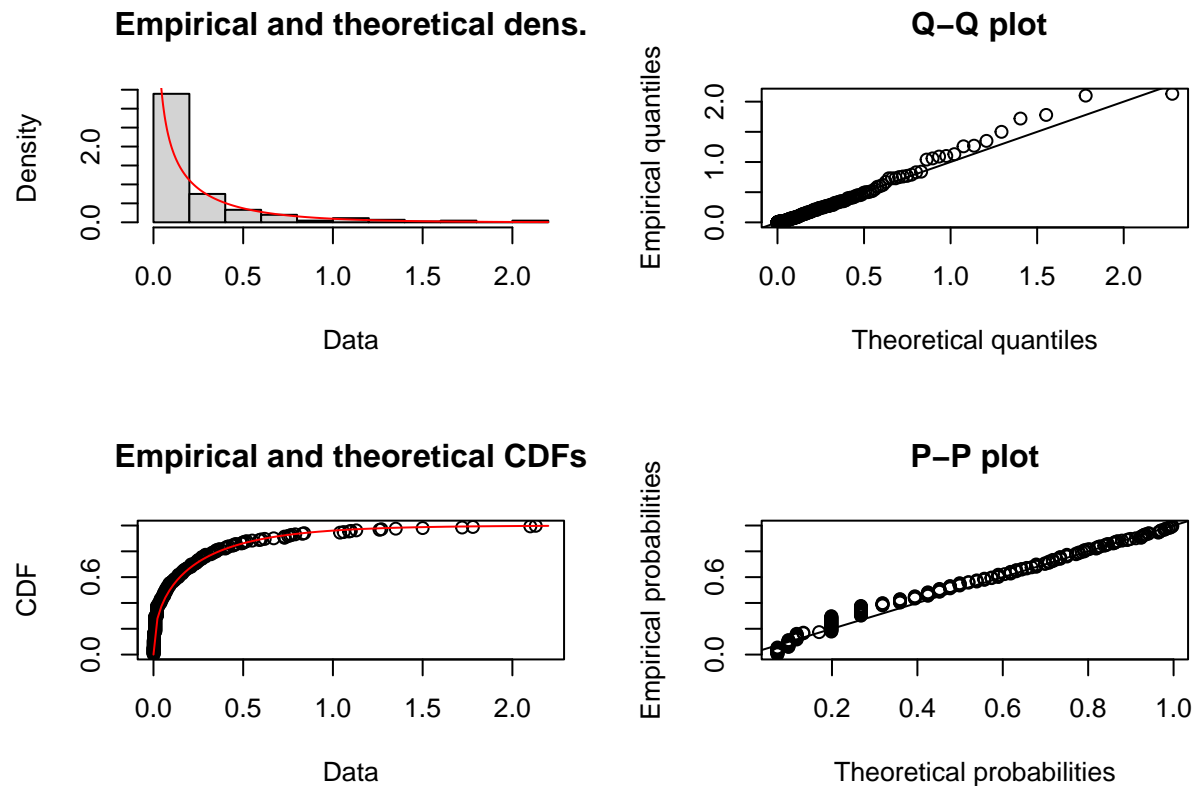 Empirical and theoretical dens.
Density
0.0 2.0
0.0 0.5 1.0 1.5 2.0
Data
Q−Q plot
Empirical quantiles
0.0 1.0 2.0
0.0 0.5 1.0 1.5 2.0
Theoretical quantiles
Empirical and theoretical CDFs
CDF
0.0 0.6
0.0 0.5 1.0 1.5 2.0
Data
P−P plot
Empirical probabilities
0.0 0.6
0.2 0.4 0.6 0.8 1.0
Theoretical probabilities